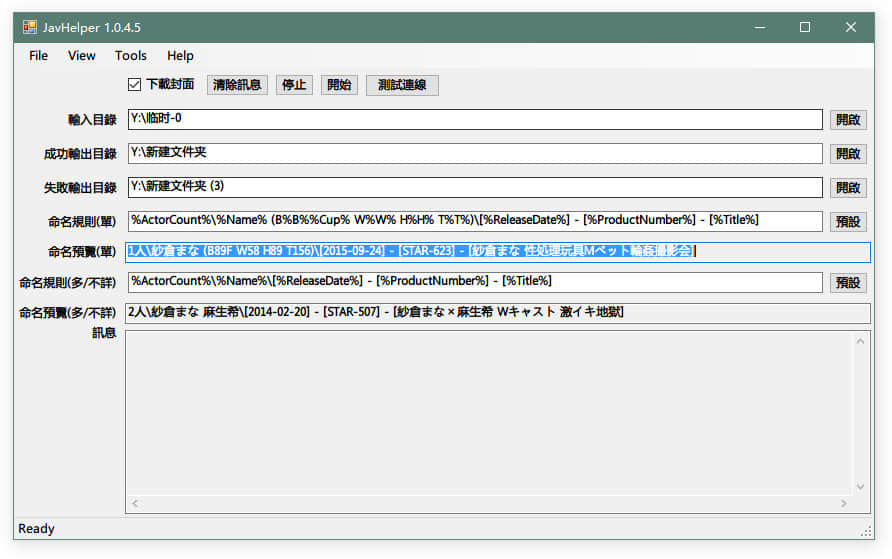 JavHelper 1.0.4.5
File View Tools Help
下載封面 清除訊息 停止 開始 測試連線
輸入目錄 Y:\临时-0 開啟
成功輸出目錄 Y:\新建文件夹 開啟
失敗輸出目錄 Y:\新建文件夹 (3) 開啟
命名規則(單) %ActorCount%\%Name% (B%B%%Cup% W%W% H%H% T%T%)\[%ReleaseDate%] - [%ProductNumber%] - [%Title%] 預設
命名預覽(單) 1人\紗倉まな (B89F W58 H89 T156)\[2015-09-24] - [STAR-623] - [紗倉まな 性処理玩具Mペット輪姦撮影会]
命名規則(多/不詳) %ActorCount%\%Name%\[%ReleaseDate%] - [%ProductNumber%] - [%Title%] 預設
命名預覽(多/不詳) 2人\紗倉まな 麻生希\[2014-02-20] - [STAR-507] - [紗倉まな×麻生希 Wキャスト 激イキ地獄]
訊息
Ready